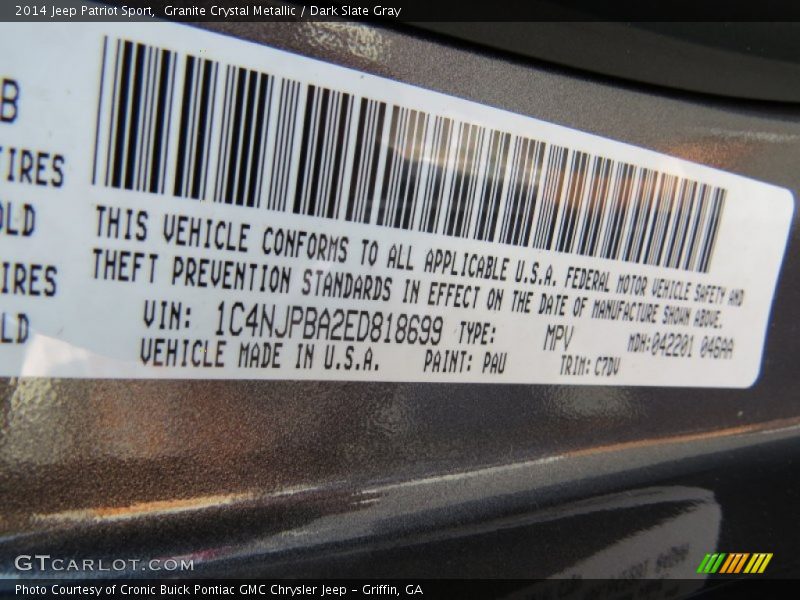 2014 Jeep Patriot Sport, Granite Crystal Metallic / Dark Slate Gray
B
TIRES
OLD
IRES
LD
THIS VEHICLE CONFORMS TO ALL APPLICABLE U.S.A. FEDERAL MOTOR VEHICLE SAFETY AND
THEFT PREVENTION STANDARDS IN EFFECT ON THE DATE OF MANUFACTURE SHOWN ABOVE.
VIN: 1C4NJPBA2ED818699 TYPE: MPV MDH: 042201 048AA
VEHICLE MADE IN U.S.A. PAINT: PAU TRIM: C7DV
GTCARLOT.COM
Photo Courtesy of Cronic Buick Pontiac GMC Chrysler Jeep - Griffin, GA